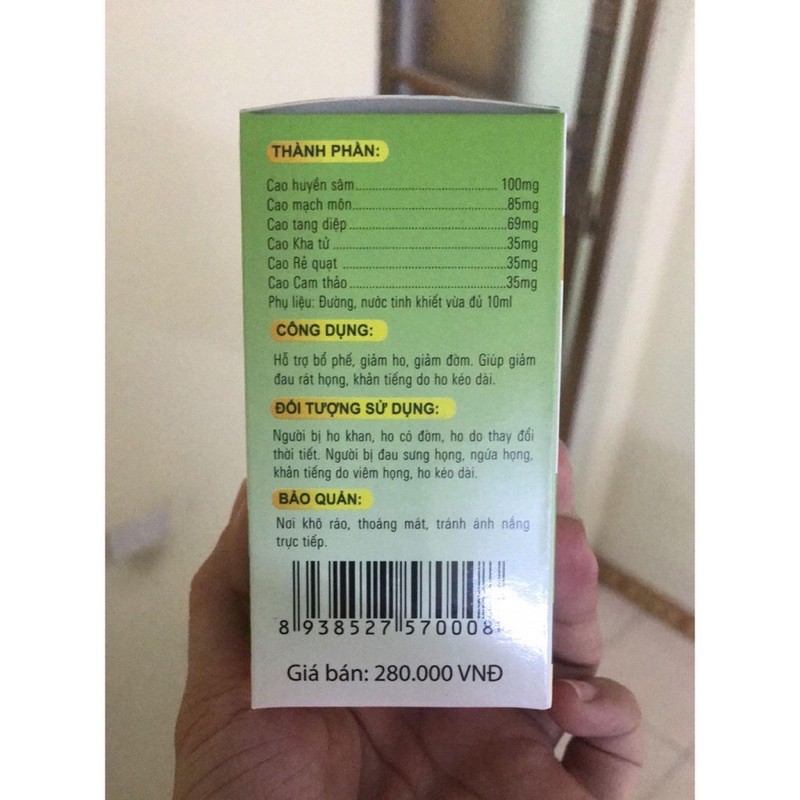 THÀNH PHẦN:
Cao huyền sâm........................ 100mg
Cao mạch môn..........................85mg
Cao tang diệp...........................69mg
Cao Kha tử ..............................35mg
Cao Rẻ quạt .............................35mg
Cao Cam thảo...........................35mg
Phụ liệu: Đường, nước tinh khiết vừa đủ 10ml
CÔNG DỤNG:
Hỗ trợ bổ phế, giảm ho, giảm đờm. Giúp giảm
đau rát họng, khản tiếng do ho kéo dài.
ĐỐI TƯỢNG SỬ DỤNG:
Người bị ho khan, ho có đờm, ho do thay đổi
thời tiết. Người bị đau sưng họng, ngứa họng,
khản tiếng do viêm họng, ho kéo dài.
BẢO QUẢN:
Nơi khô ráo, thoáng mát, tránh ánh nắng
trực tiếp.
8 938527 570008
Giá bán: 280.000 VNĐ